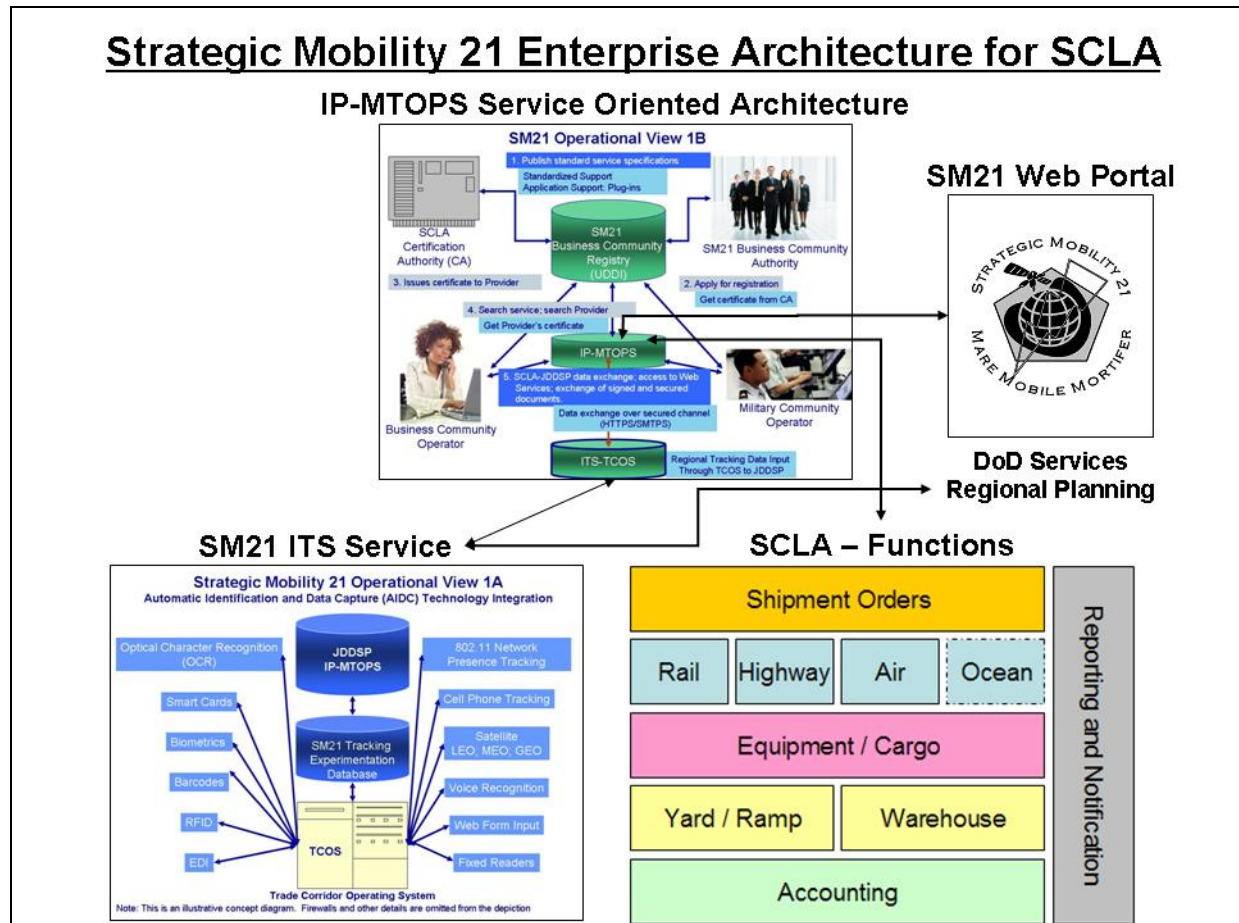 Strategic Mobility 21 Enterprise Architecture for SCLA
IP-MTOPS Service Oriented Architecture
SM21 Operational View 1B
1. Publish standard service specifications
Standardized Support
Application Support: Plug-ins
SCLA
Certification
Authority (CA)
SM21
Business Community
Registry
(UDDI)
SM21 Business Community
Authority
3. Issues certificate to Provider
2. Apply for registration
Get certificate from CA
4. Search service; search Provider
Get Provider's certificate
IP-MTOPS
5. SCLA-JDDSP data exchange; access to Web
Services; exchange of signed and secured
documents.
Data exchange over secured channel
(HTTPS/SMTPS)
Business Community
Operator
Military Community
Operator
ITS-TCOS
Regional Tracking Data Input
Through TCOS to JDDSP
SM21 Web Portal
STRATEGIC MOBILITY 21
MARE MOBILE MORTIFER
DoD Services
Regional Planning
SM21 ITS Service
Strategic Mobility 21 Operational View 1A
Automatic Identification and Data Capture (AIDC) Technology Integration
Optical Character Recognition
(OCR)
Smart Cards
Biometrics
Barcodes
RFID
EDI
JDDSP
IP-MTOPS
SM21 Tracking
Experimentation
Database
TCOS
802.11 Network
Presence Tracking
Cell Phone Tracking
Satellite
LEO; MEO; GEO
Voice Recognition
Web Form Input
Fixed Readers
Trade Corridor Operating System
Note: This is an illustrative concept diagram. Firewalls and other details are omitted from the depiction
SCLA – Functions
Shipment Orders
Rail
Highway
Air
Ocean
Equipment / Cargo
Yard / Ramp
Warehouse
Accounting
Reporting and Notification